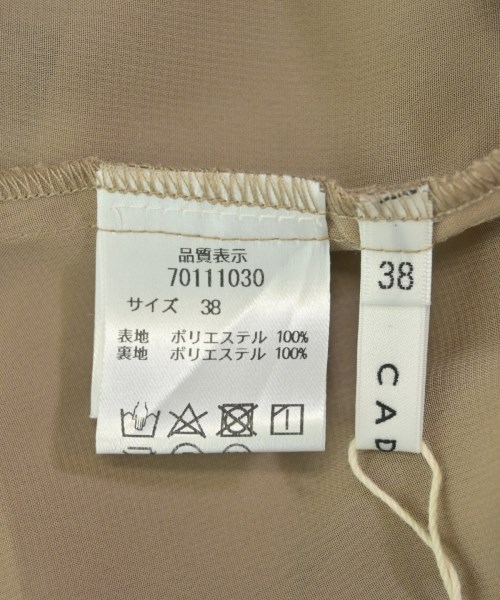 品質表示
70111030
サイズ 38
表地 ポリエステル 100%
裏地 ポリエステル 100%
38
CAD